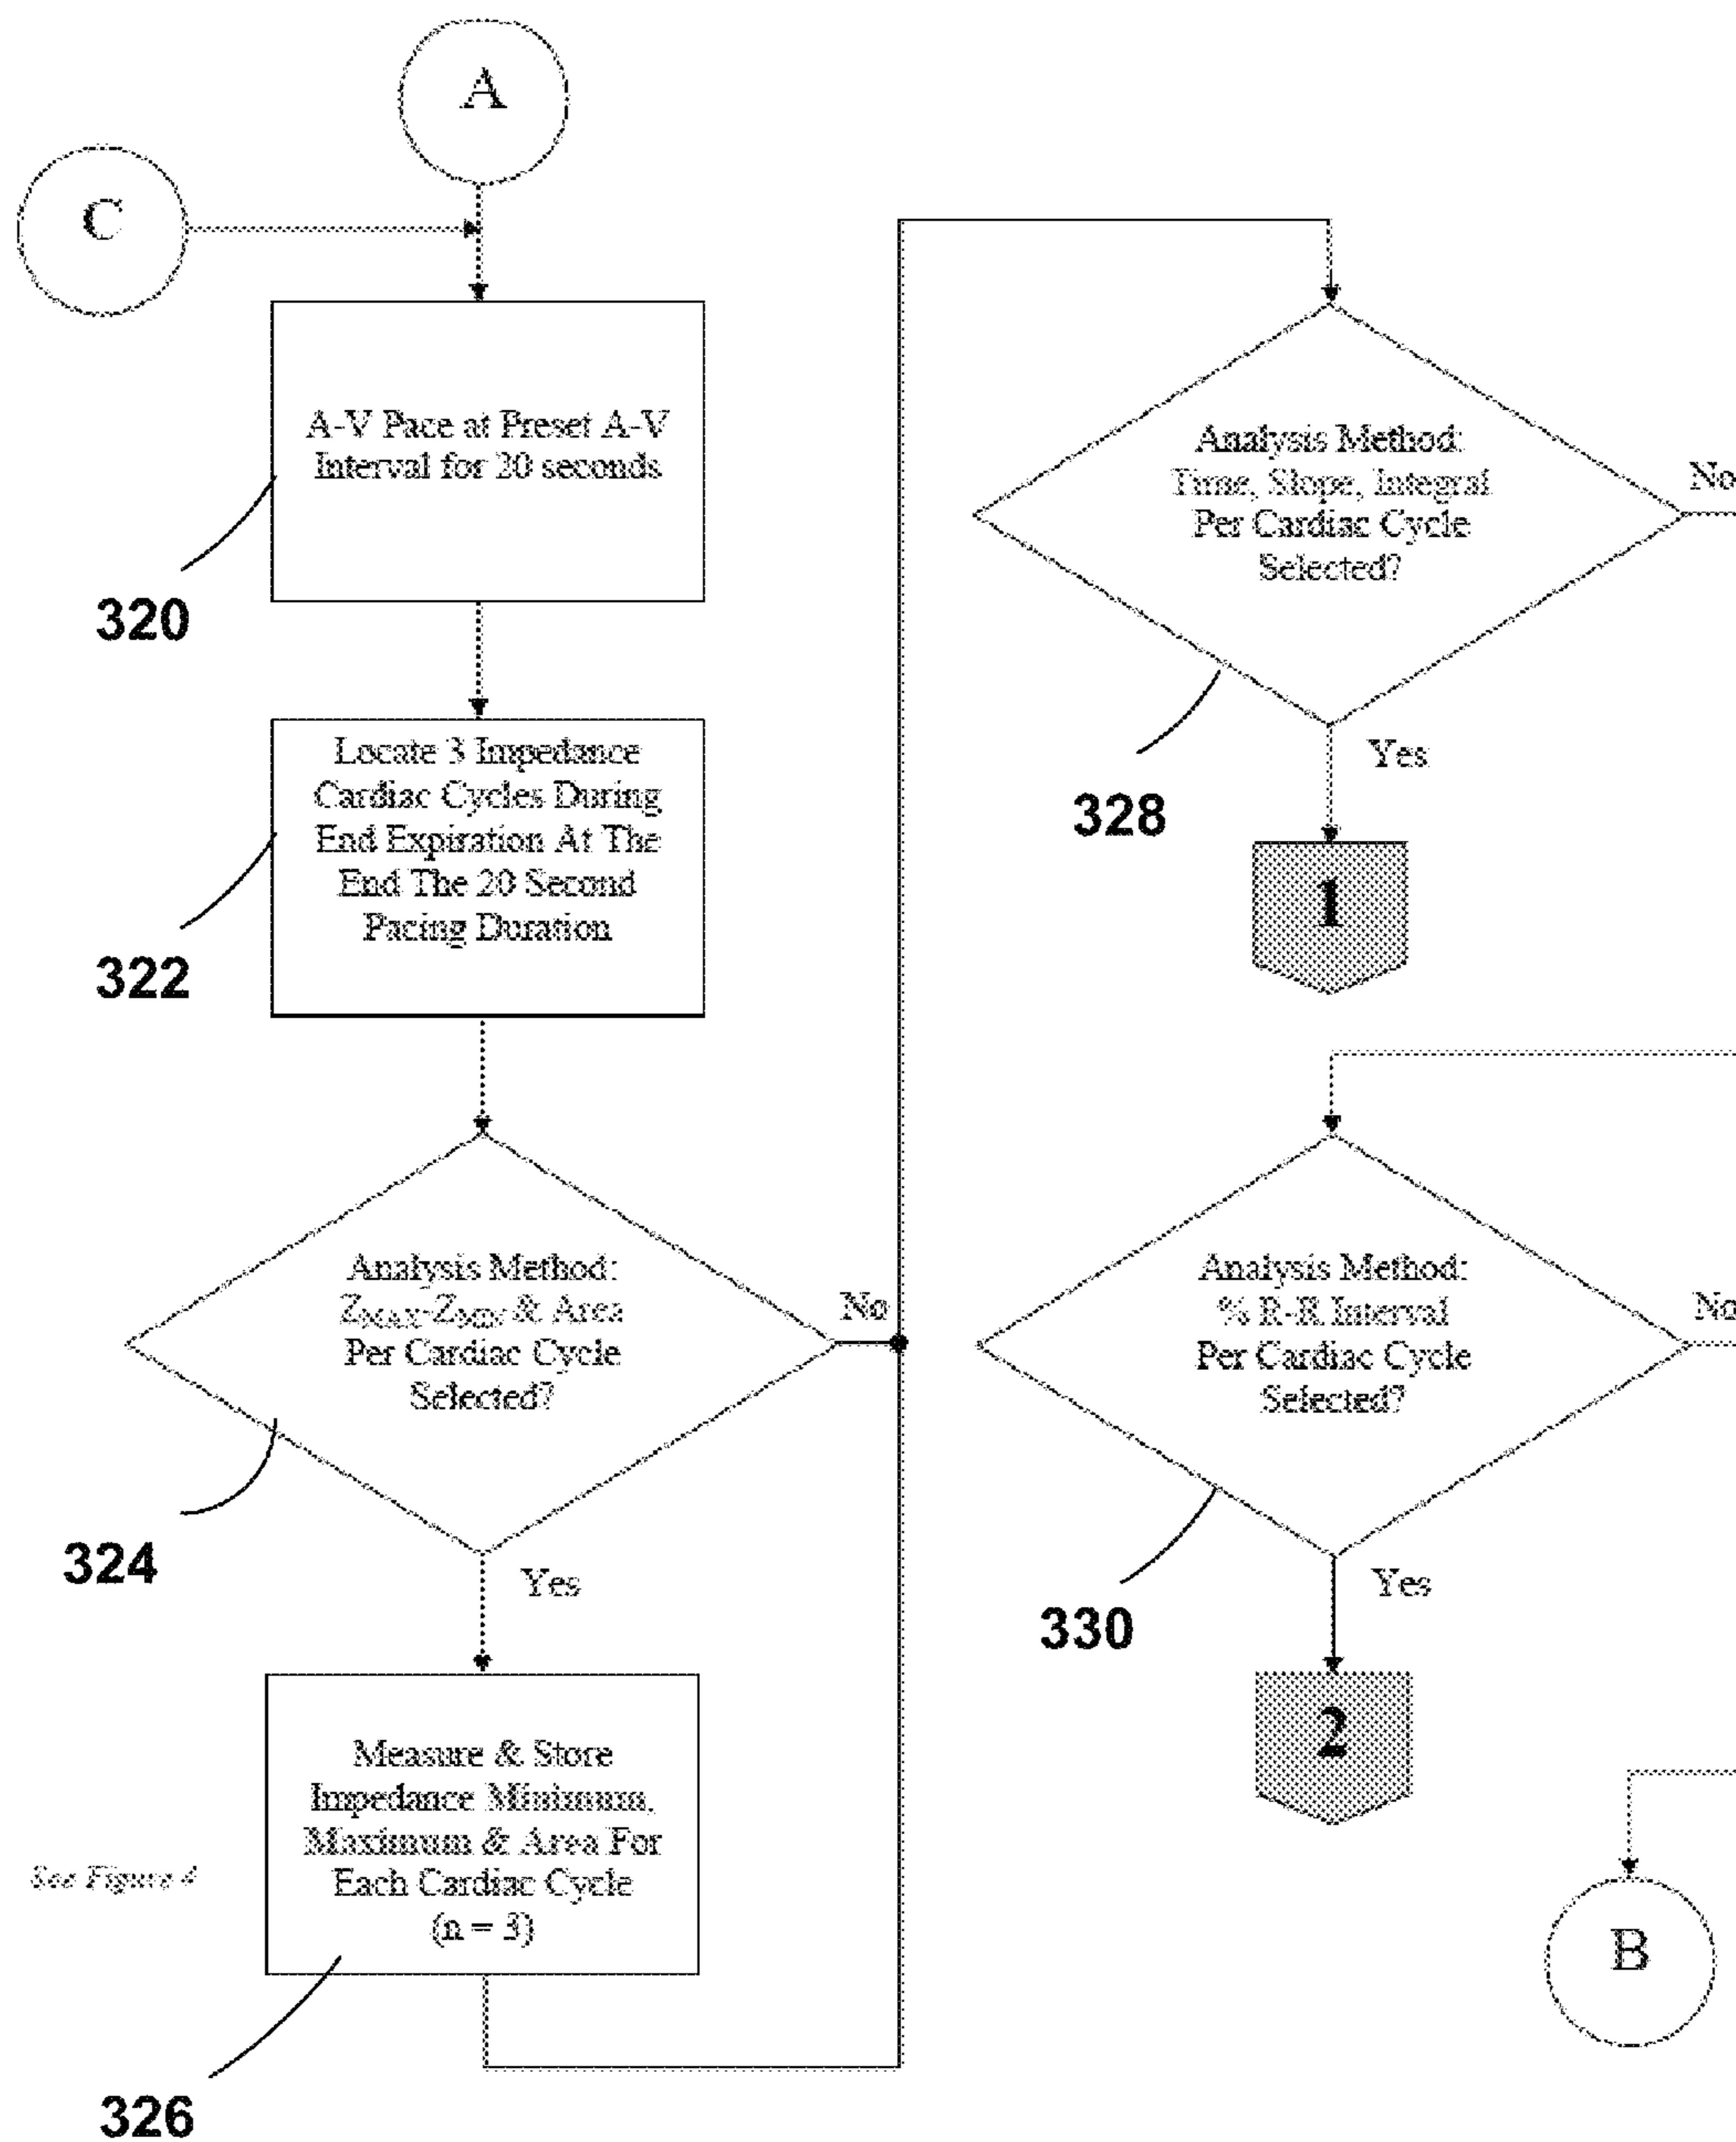 A
C
A-V Pace at Preset A-V
Interval for 20 seconds
320
Locate 3 Impedance
Cardiac Cycles During
End Expiration At The
End The 20 Second
Pacing Duration
322
Analysis Method:
ZMAX-ZMIN & Area
Per Cardiac Cycle
Selected?
No
324
Yes
Measure & Store
Impedance Minimum,
Maximum & Area For
Each Cardiac Cycle
(n = 3)
See Figure 4
326
Analysis Method:
Time, Slope, Integral
Per Cardiac Cycle
Selected?
No
328
Yes
1
Analysis Method:
% R-R Interval
Per Cardiac Cycle
Selected?
No
330
Yes
2
B